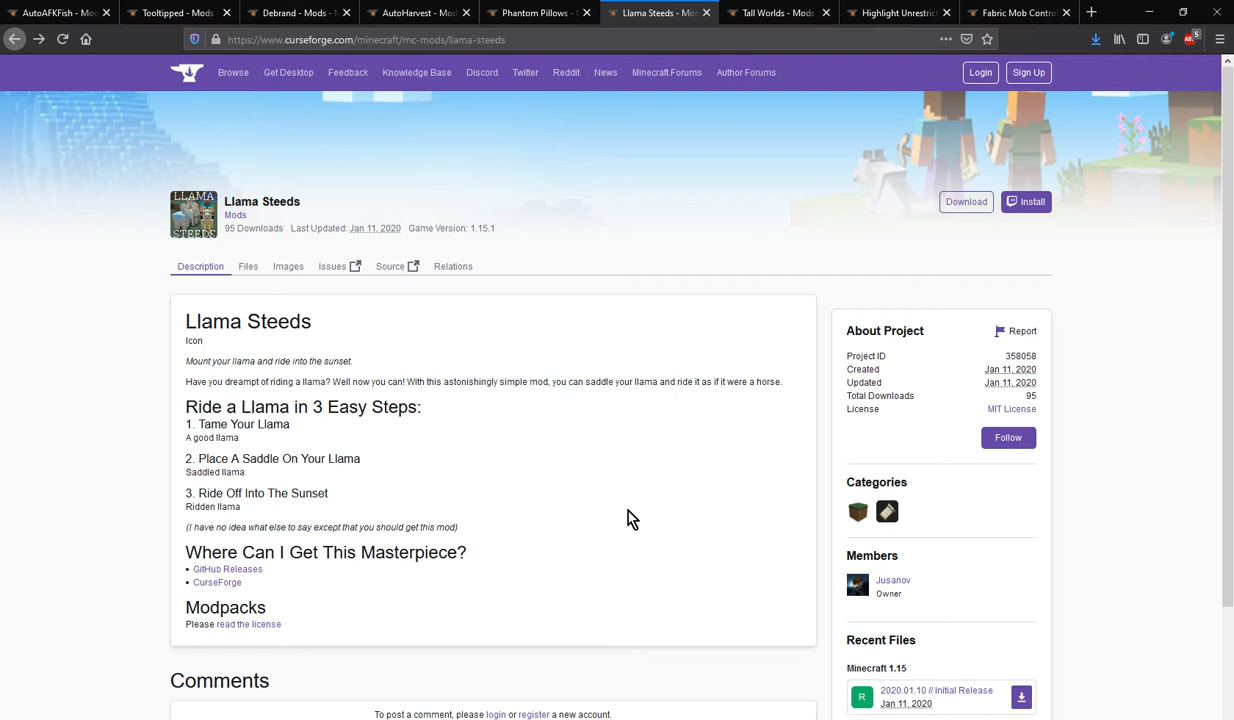 AutoAFKFish - Mo
Tooltipped - Mods
Debrand - Mods -
AutoHarvest - Mod
Phantom Pillows -
Llama Steeds - Mo
Tall Worlds - Mods
Highlight Unrestric
Fabric Mob Contro
https://www.curseforge.com/minecraft/mc-mods/llama-steeds
5
Browse Get Desktop Feedback Knowledge Base Discord Twitter Reddit News Minecraft Forums Author Forums
Login Sign Up
LLAMA
STEEDS
Llama Steeds
Mods
95 Downloads Last Updated: Jan 11, 2020 Game Version: 1.15.1
Download Install
Description Files Images Issues Source Relations
Llama Steeds
Icon
Mount your llama and ride into the sunset.
Have you dreampt of riding a llama? Well now you can! With this astonishingly simple mod, you can saddle your llama and ride it as if it were a horse.
Ride a Llama in 3 Easy Steps:
1. Tame Your Llama
A good llama
2. Place A Saddle On Your Llama
Saddled llama
3. Ride Off Into The Sunset
Ridden llama
(I have no idea what else to say except that you should get this mod)
Where Can I Get This Masterpiece?
• GitHub Releases
• CurseForge
Modpacks
Please read the license
Comments
To post a comment, please login or register a new account.
About Project
Report
Project ID 358058
Created Jan 11, 2020
Updated Jan 11, 2020
Total Downloads 95
License MIT License
Follow
Categories
Members
Jusanov
Owner
Recent Files
Minecraft 1.15
R 2020.01.10 // Initial Release
Jan 11, 2020